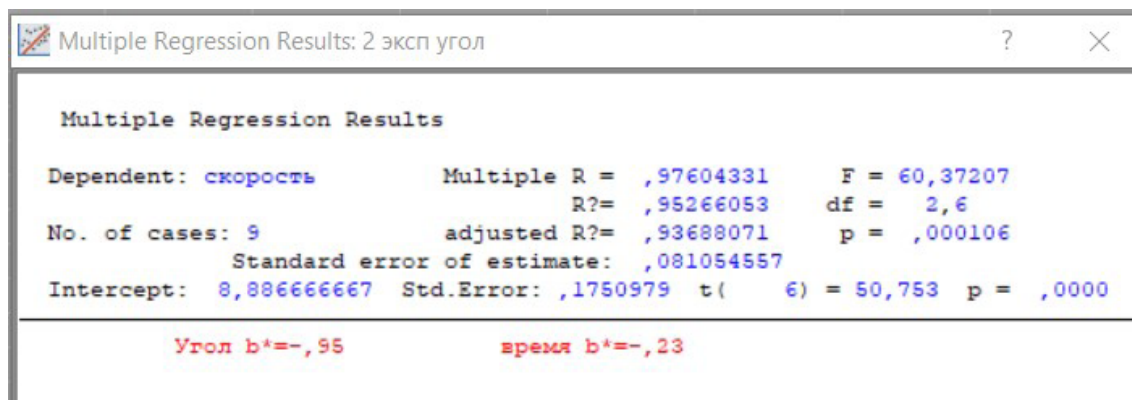 Multiple Regression Results: 2 эксп угол ? ×
Multiple Regression Results
Dependent: скорость Multiple R = ,97604331 F = 60,37207
R?= ,95266053 df = 2,6
No. of cases: 9 adjusted R?= ,93688071 p = ,000106
Standard error of estimate: ,081054557
Intercept: 8,886666667 Std.Error: ,1750979 t( 6) = 50,753 p = ,0000
Угол b*=-,95 время b*=-,23